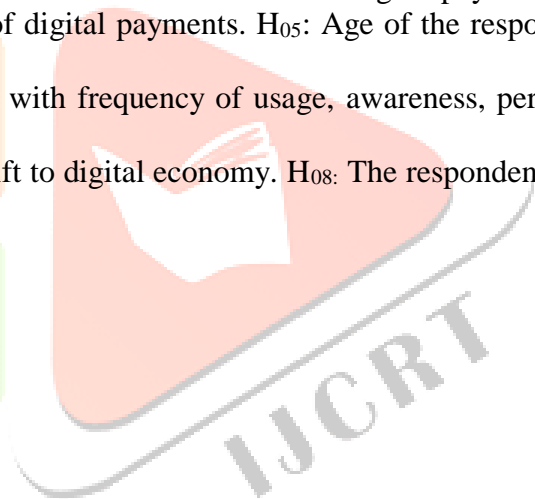 of digital payments. H05: Age of the respo
with frequency of usage, awareness, per
ift to digital economy. H08: The responden
IJCRT